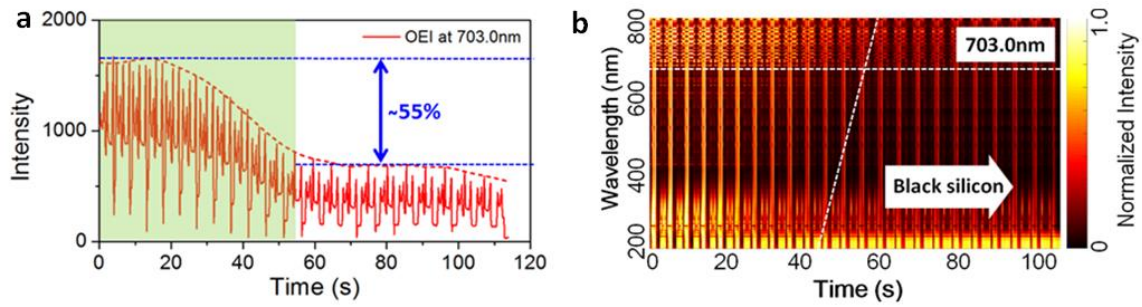 a
2000
1000
0
Intensity
OEI at 703.0nm
~55%
0 20 40 60 80 100 120
Time (s)
b
800
600
400
200
Wavelength (nm)
703.0nm
Black silicon
0 20 40 60 80 100
Time (s)
1.0
0
Normalized Intensity